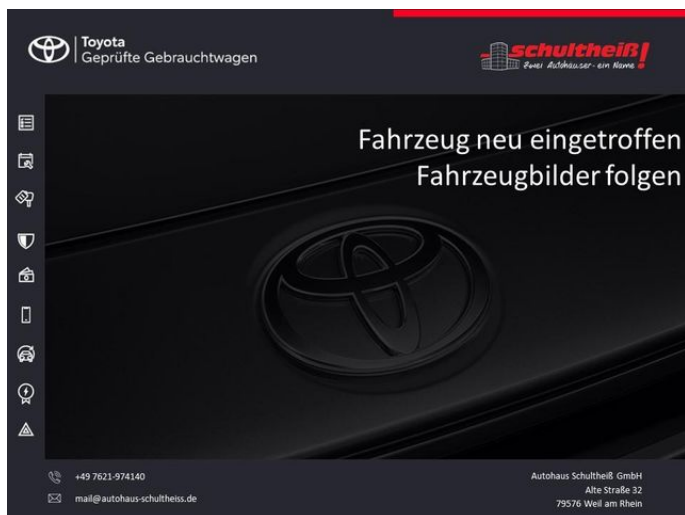 Toyota
Geprüfte Gebrauchtwagen
schultheiß!
Zwei Autohäuser - ein Name
Fahrzeug neu eingetroffen
Fahrzeugbilder folgen
+49 7621-974140
mail@autohaus-schultheiss.de
Autohaus Schultheiß GmbH
Alte Straße 32
79576 Weil am Rhein